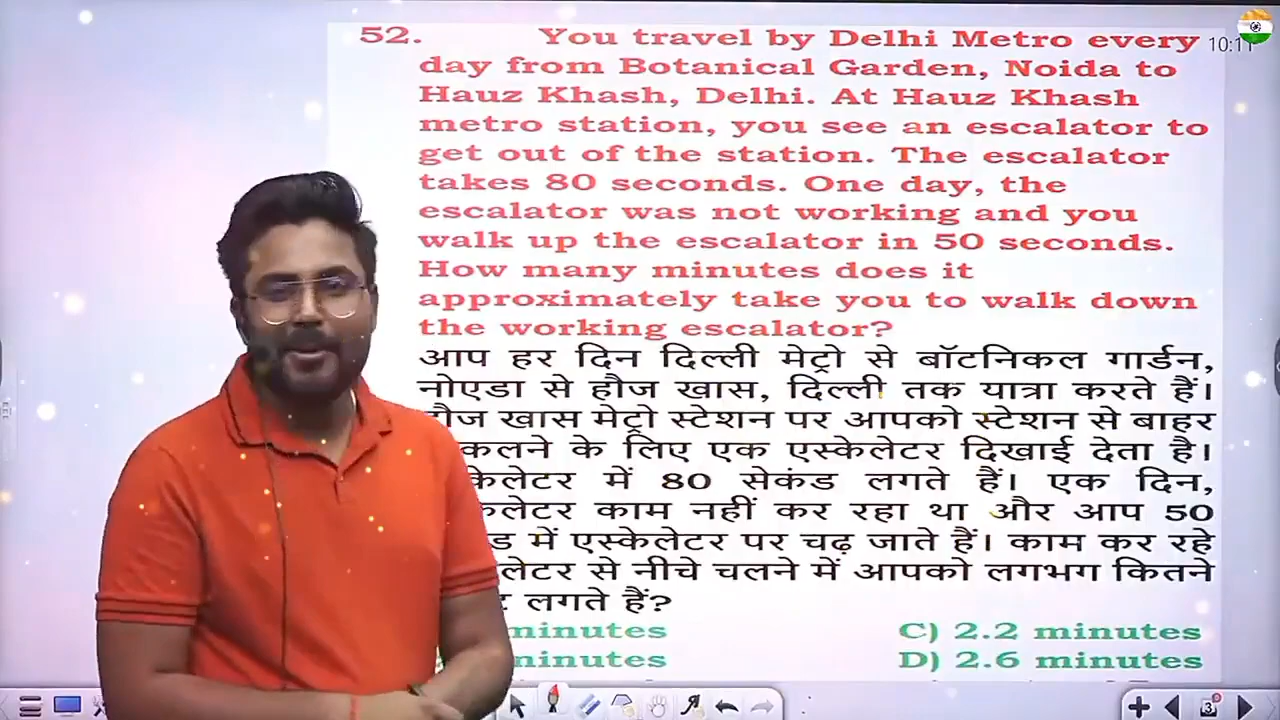 52. You travel by Delhi Metro every
day from Botanical Garden, Noida to
Hauz Khash, Delhi. At Hauz Khash
metro station, you see an escalator to
get out of the station. The escalator
takes 80 seconds. One day, the
escalator was not working and you
walk up the escalator in 50 seconds.
How many minutes does it
approximately take you to walk down
the working escalator?
आप हर दिन दिल्ली मेट्रो से बॉटनिकल गार्डन,
नोएडा से हौज खास, दिल्ली तक यात्रा करते हैं।
खास मेट्रो स्टेशन पर आपको स्टेशन से बाहर
के लिए एक एस्केलेटर दिखाई देता है।
में 80 सेकंड लगते हैं। एक दिन,
काम नहीं कर रहा था और आप 50
में एस्केलेटर पर चढ़ जाते हैं। काम कर रहे
से नीचे चलने में आपको लगभग कितने
लगते हैं?
minutes C) 2.2 minutes
minutes D) 2.6 minutes
10:11
3